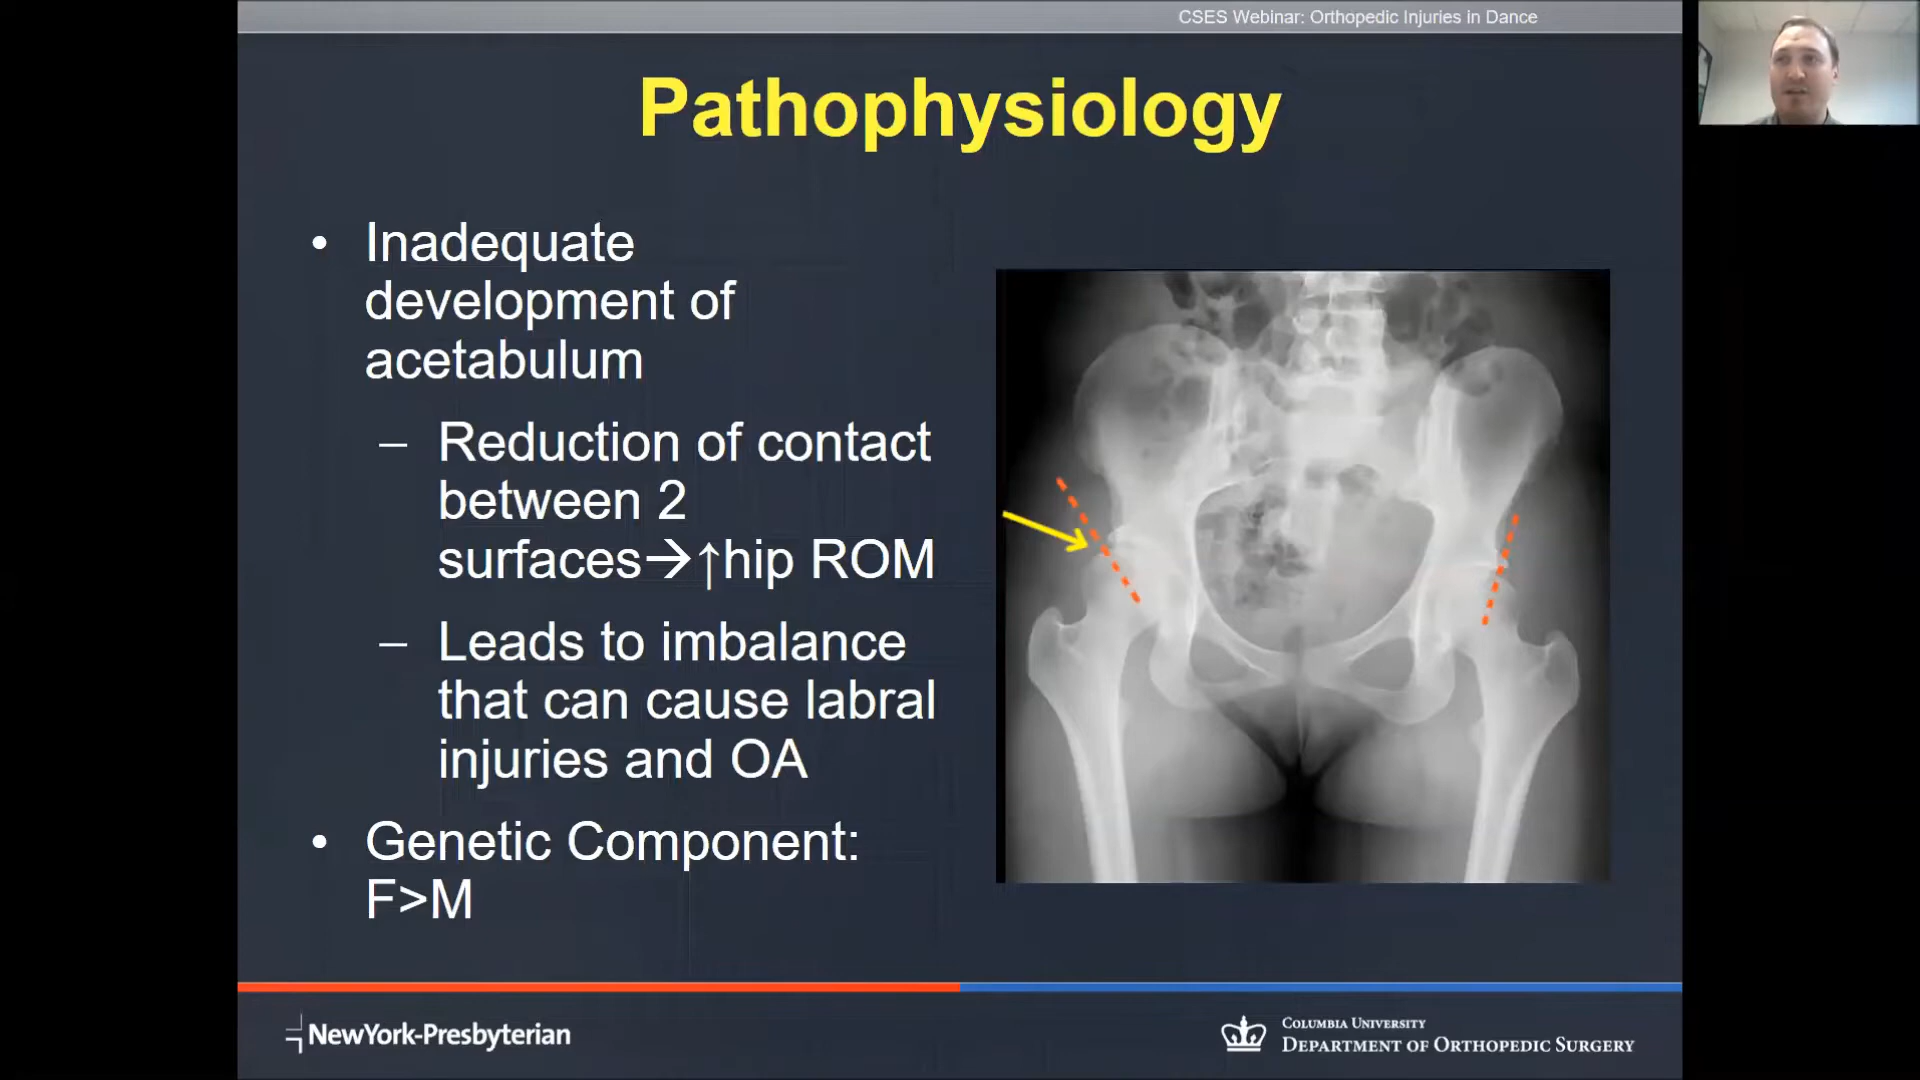 CSES Webinar: Orthopedic Injuries in Dance
Pathophysiology
• Inadequate
development of
acetabulum
– Reduction of contact
between 2
surfaces→↑hip ROM
– Leads to imbalance
that can cause labral
injuries and OA
• Genetic Component:
F>M
NewYork-Presbyterian
COLUMBIA UNIVERSITY
DEPARTMENT OF ORTHOPEDIC SURGERY